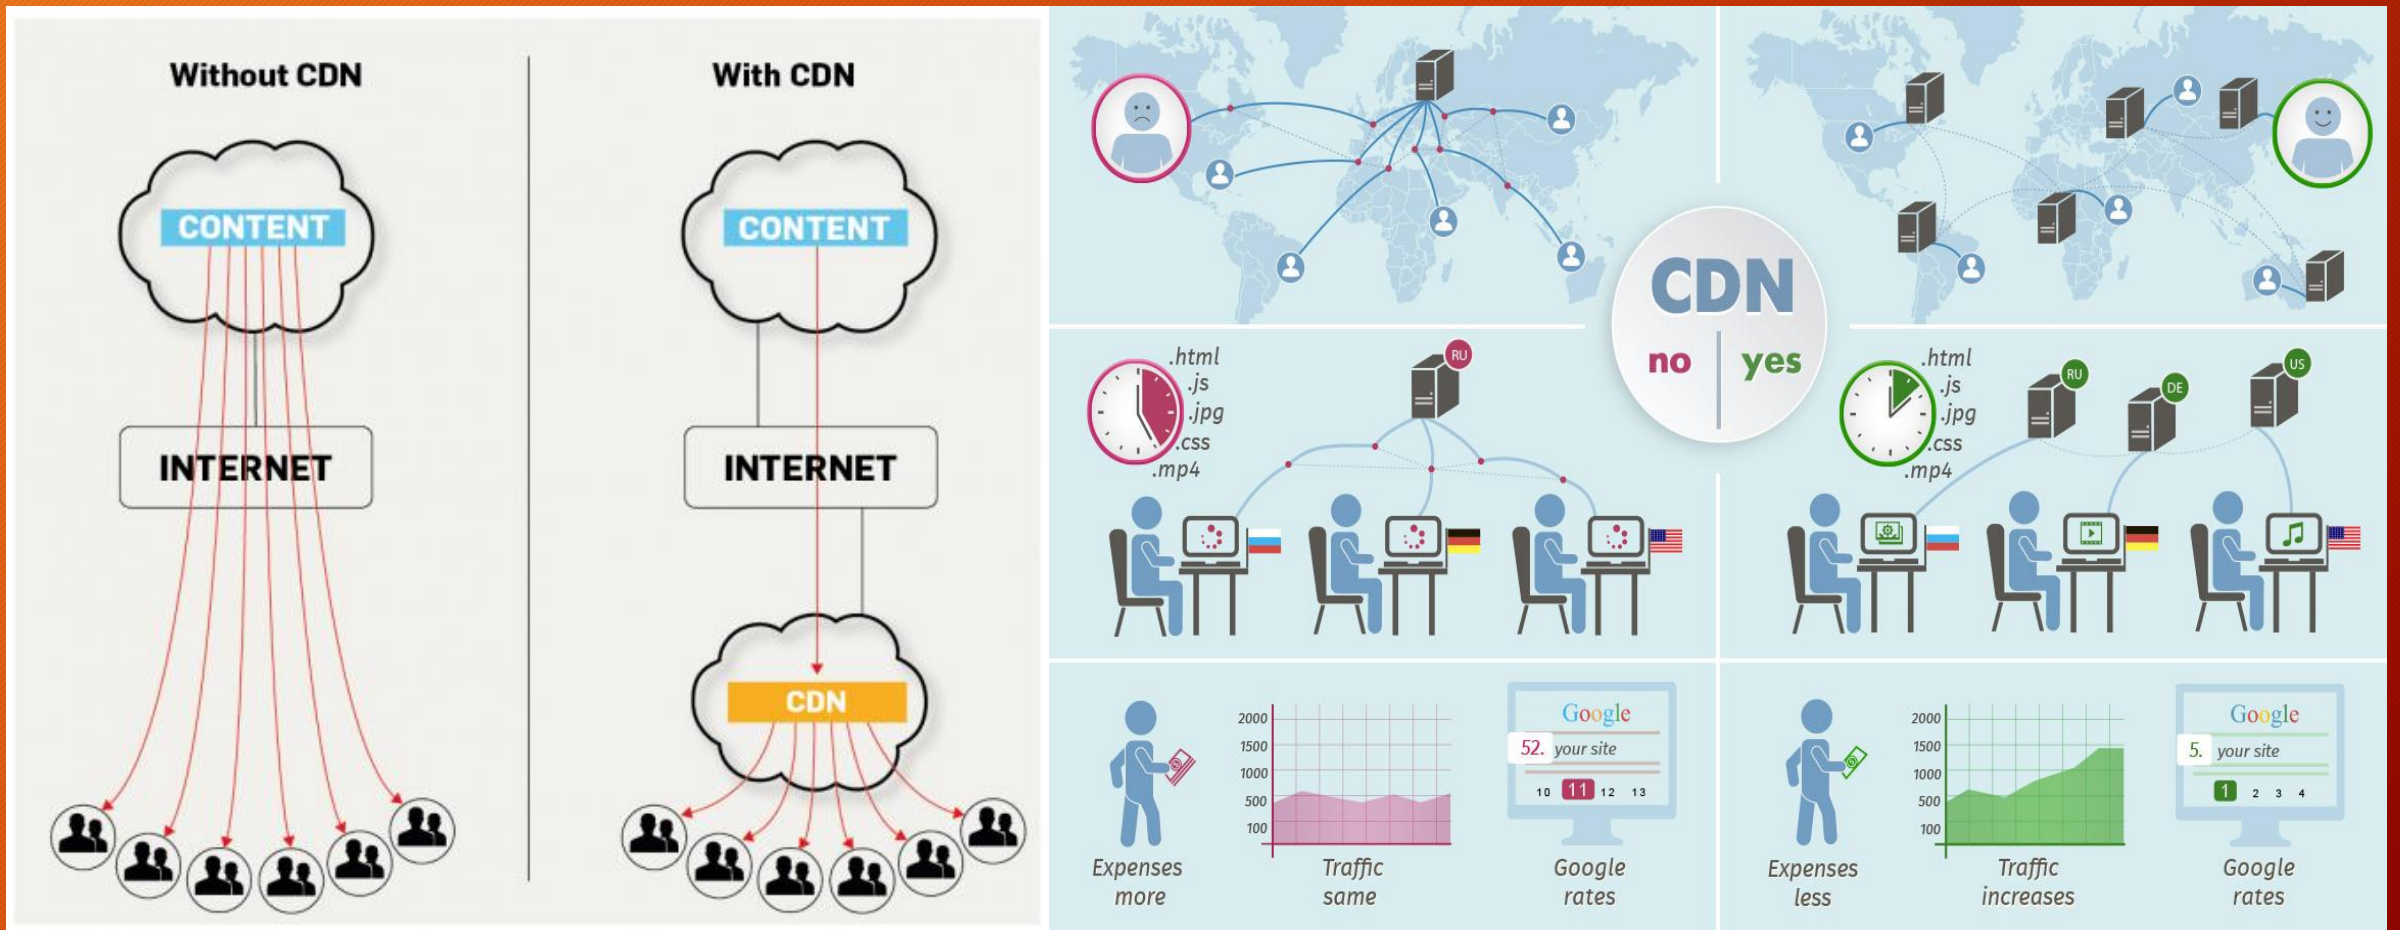 Without CDN
CONTENT
INTERNET
With CDN
CONTENT
INTERNET
CDN
CDN
no
yes
.html
.js
.jpg
.css
.mp4
RU
.html
.js
.jpg
.css
.mp4
RU
DE
US
Expenses
more
2000
1500
1000
500
100
Traffic
same
Google
52. your site
10 11 12 13
Google
rates
Expenses
less
2000
1500
1000
500
100
Traffic
increases
Google
5. your site
1 2 3 4
Google
rates